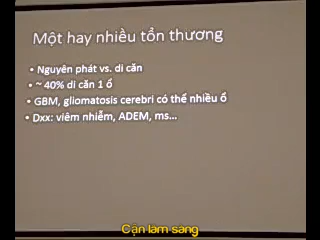 Một hay nhiều tổn thương
• Nguyên phát vs. di căn
• ~ 40% di căn 1 ổ
• GBM, gliomatosis cerebri có thể nhiều ổ
• Dxx: viêm nhiễm, ADEM, ms...
Cận lâm sàng